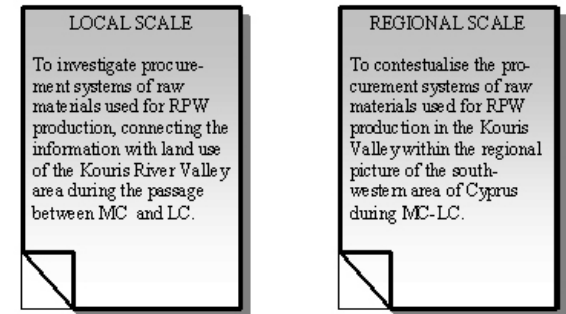 LOCAL SCALE
To investigate procure-
ment systems of raw
materials used for RPW
production, connecting the
information with land use
of the Kouris River Valley
area during the passage
between MC and LC.
REGIONAL SCALE
To contestualise the pro-
curement systems of raw
materials used for RPW
production in the Kouris
Valley within the regional
picture of the south-
western area of Cyprus
during MC-LC.